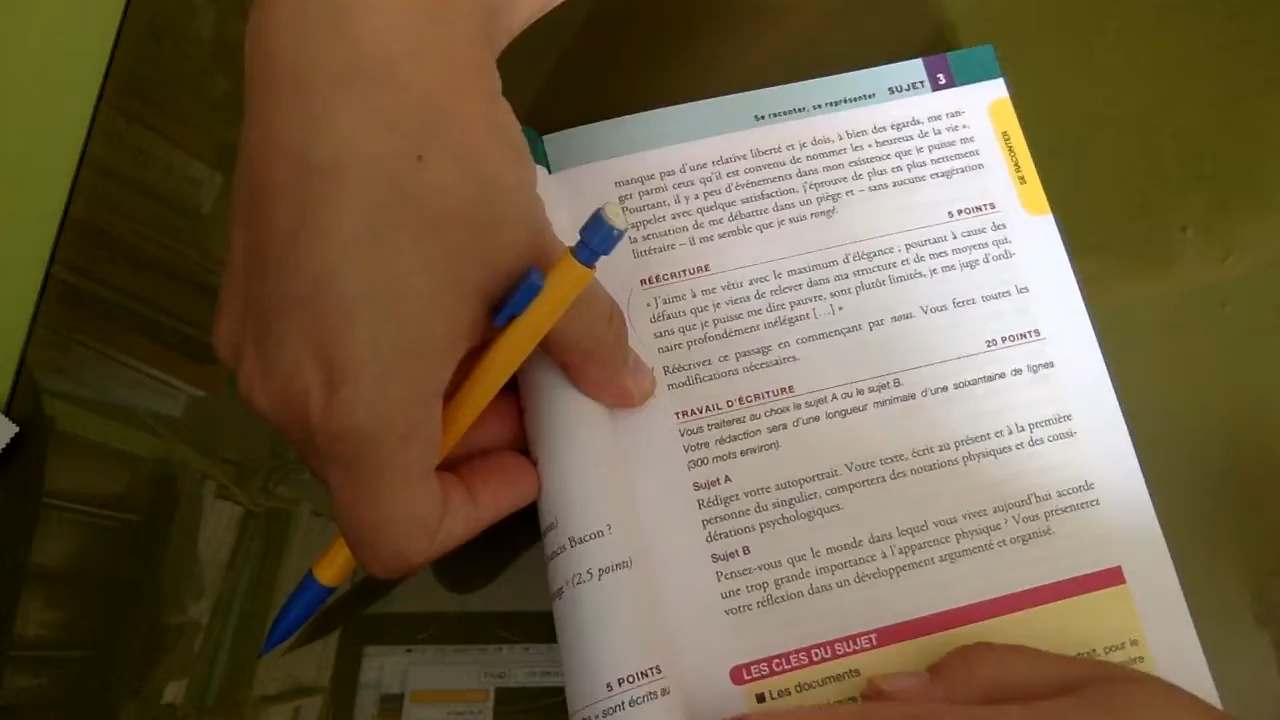 Se raconter, se représenter SUJET 3
SE RACONTER
manque pas d'une relative liberté et je dois, à bien des égards, me ran-
ger parmi ceux qu'il est convenu de nommer les « heureux de la vie ».
Pourtant, il y a peu d'événements dans mon existence que je puisse me
rappeler avec quelque satisfaction, j'éprouve de plus en plus nettement
la sensation de me débattre dans un piège et – sans aucune exagération
littéraire – il me semble que je suis rongé.
RÉÉCRITURE 5 POINTS
« J'aime à me vêtir avec le maximum d'élégance ; pourtant à cause des
défauts que je viens de relever dans ma structure et de mes moyens qui,
sans que je puisse me dire pauvre, sont plutôt limités, je me juge d'ordi-
naire profondément inélégant [...] »
Réécrivez ce passage en commençant par nous. Vous ferez toutes les
modifications nécessaires.
TRAVAIL D'ÉCRITURE 20 POINTS
Vous traiterez au choix le sujet A ou le sujet B.
Votre rédaction sera d'une longueur minimale d'une soixantaine de lignes
(300 mots environ).
Sujet A
Rédigez votre autoportrait. Votre texte, écrit au présent et à la première
personne du singulier, comportera des notations physiques et des consi-
dérations psychologiques.
Sujet B
Pensez-vous que le monde dans lequel vous vivez aujourd'hui accorde
une trop grande importance à l'apparence physique ? Vous présenterez
votre réflexion dans un développement argumenté et organisé.
LES CLÉS DU SUJET
■ Les documents
pour le
Bacon ?
(2,5 points)
5 POINTS
» sont écrits au